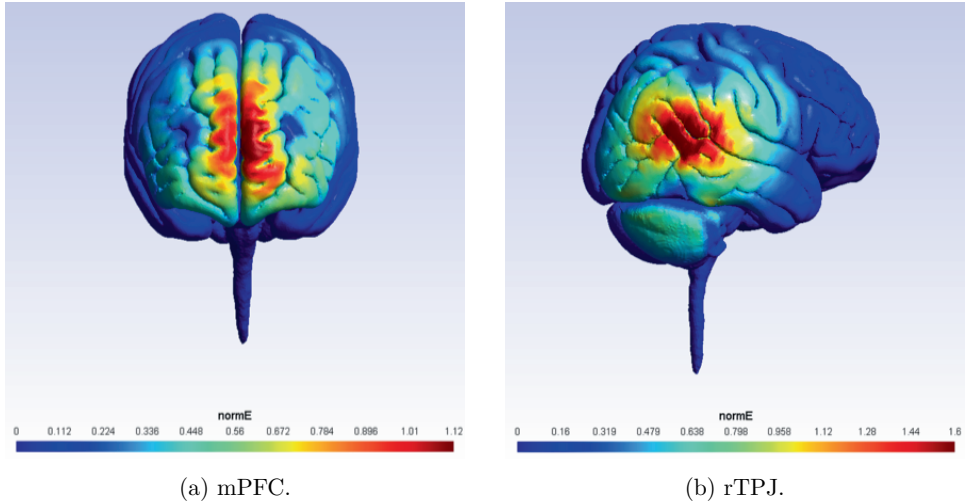 normE
0 0.112 0.224 0.336 0.448 0.56 0.672 0.784 0.896 1.01 1.12
(a) mPFC.
normE
0 0.16 0.319 0.479 0.638 0.798 0.958 1.12 1.28 1.44 1.6
(b) rTPJ.